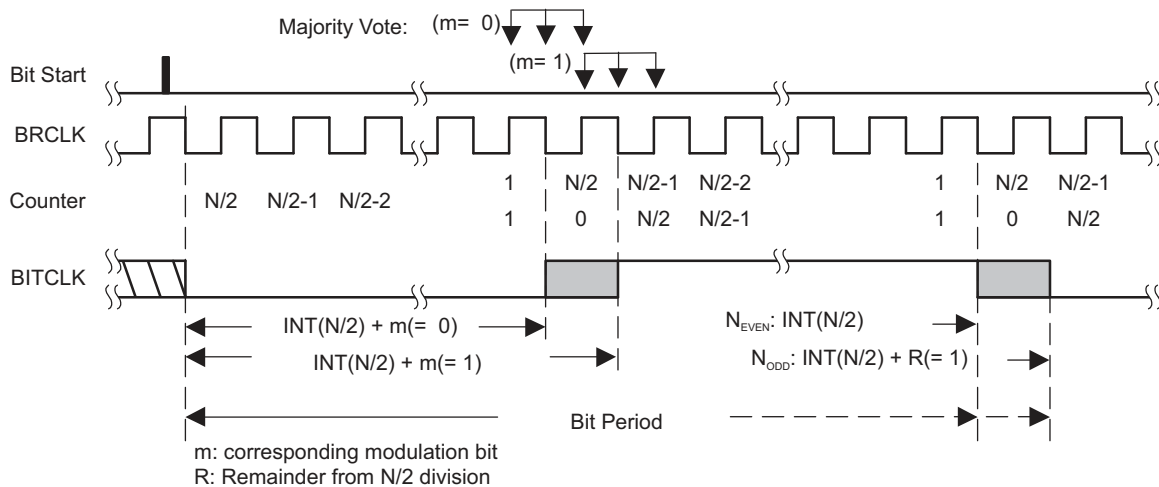 Majority Vote: (m= 0)
(m= 1)
Bit Start
BRCLK
Counter
N/2 N/2-1 N/2-2
1 N/2 N/2-1 N/2-2 1 N/2 N/2-1
1 0 N/2 N/2-1 1 0 N/2
BITCLK
INT(N/2) + m(= 0)
NEVEN: INT(N/2)
INT(N/2) + m(= 1)
NODD: INT(N/2) + R(= 1)
Bit Period
m: corresponding modulation bit
R: Remainder from N/2 division